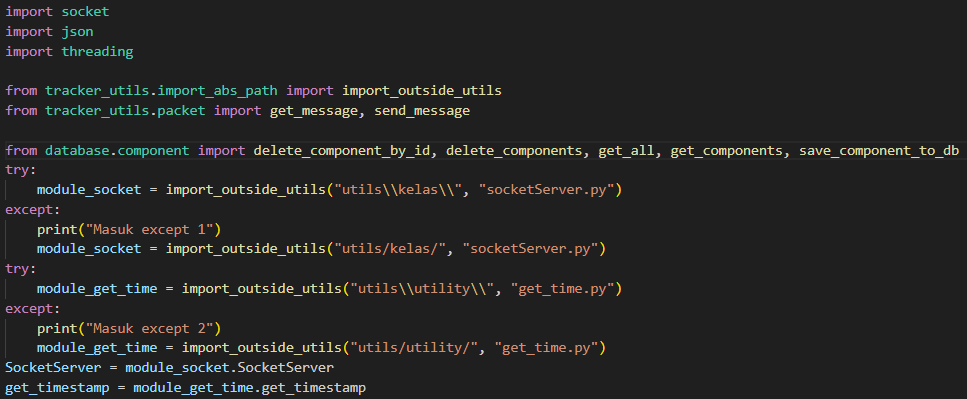 import socket
import json
import threading
from tracker_utils.import_abs_path import import_outside_utils
from tracker_utils.packet import get_message, send_message
from database.component import delete_component_by_id, delete_components, get_all, get_components, save_component_to_db
try:
    module_socket = import_outside_utils("utils\\kelas\\", "socketServer.py")
except:
    print("Masuk except 1")
    module_socket = import_outside_utils("utils/kelas/", "socketServer.py")
try:
    module_get_time = import_outside_utils("utils\\utility\\", "get_time.py")
except:
    print("Masuk except 2")
    module_get_time = import_outside_utils("utils/utility/", "get_time.py")
SocketServer = module_socket.SocketServer
get_timestamp = module_get_time.get_timestamp